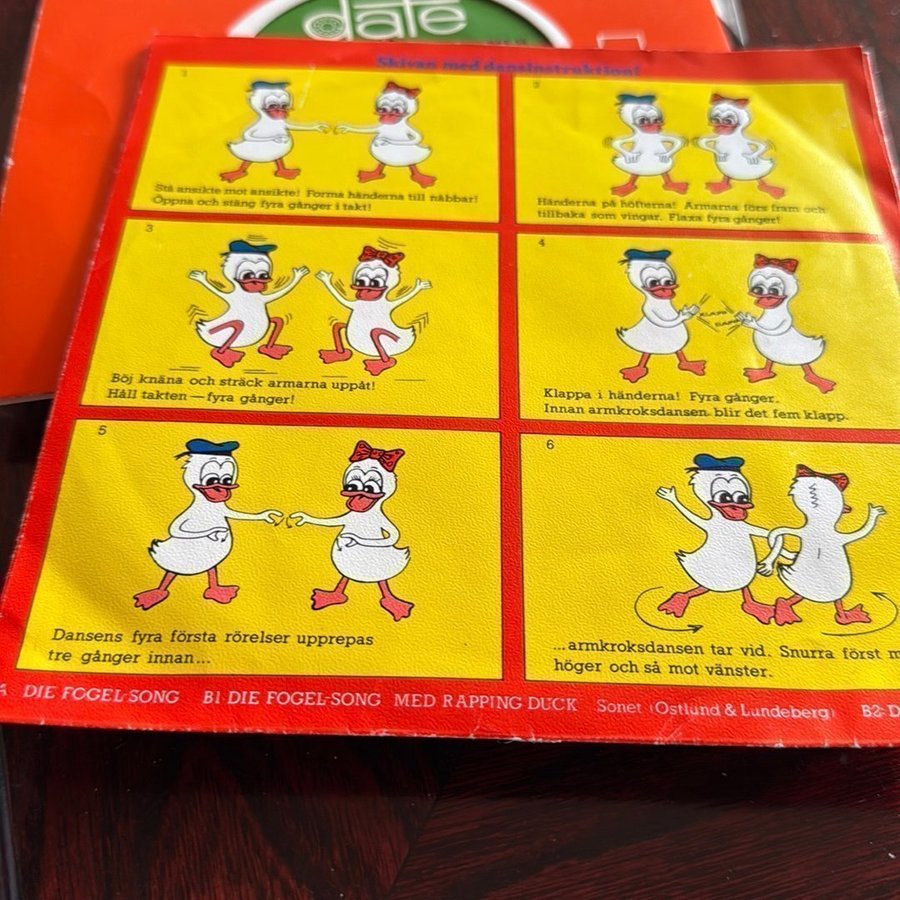 date
Skivan med dansinstruktion!
1
Stå ansikte mot ansikte! Forma händerna till näbbar!
Öppna och stäng fyra gånger i takt!
2
Händerna på höfterna! Armarna förs fram och
tillbaka som vingar. Flaxa fyra gånger!
3
Böj knäna och sträck armarna uppåt!
Håll takten — fyra gånger!
4
KLAPP
KLAPP
Klappa i händerna! Fyra gånger.
Innan armkroksdansen blir det fem klapp.
5
Dansens fyra första rörelser upprepas
tre gånger innan...
6
...armkroksdansen tar vid. Snurra först m
höger och så mot vänster.
A DIE FOGEL-SONG B1 DIE FOGEL-SONG MED RAPPING DUCK Sonet (Östlund & Lundeberg) B2 D